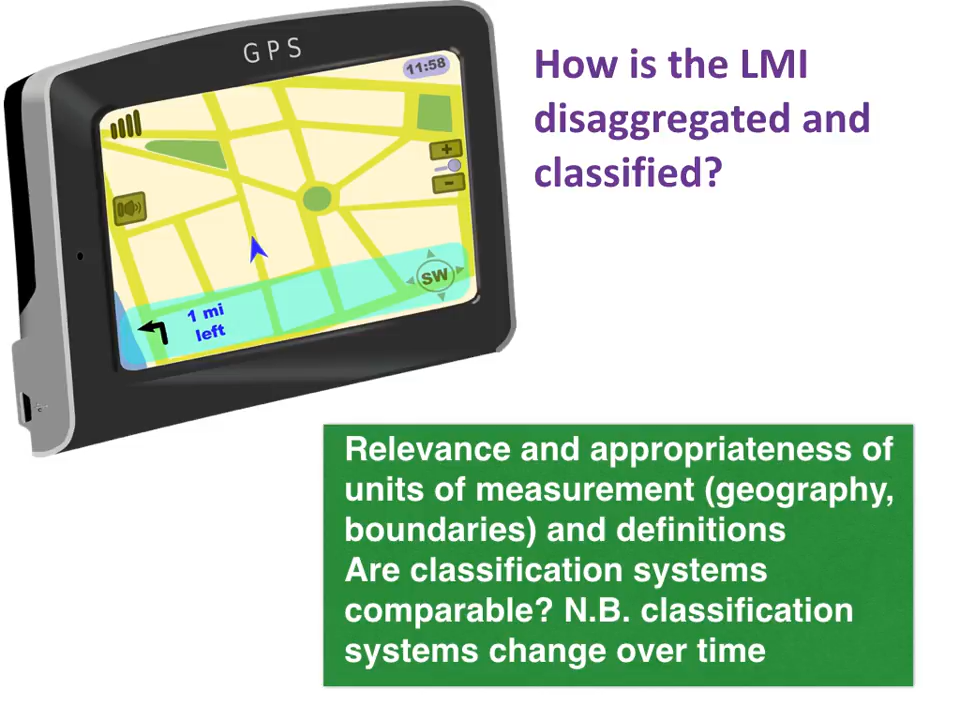 GPS
11:58
+
-
SW
1 mi
left
How is the LMI
disaggregated and
classified?
Relevance and appropriateness of
units of measurement (geography,
boundaries) and definitions
Are classification systems
comparable? N.B. classification
systems change over time